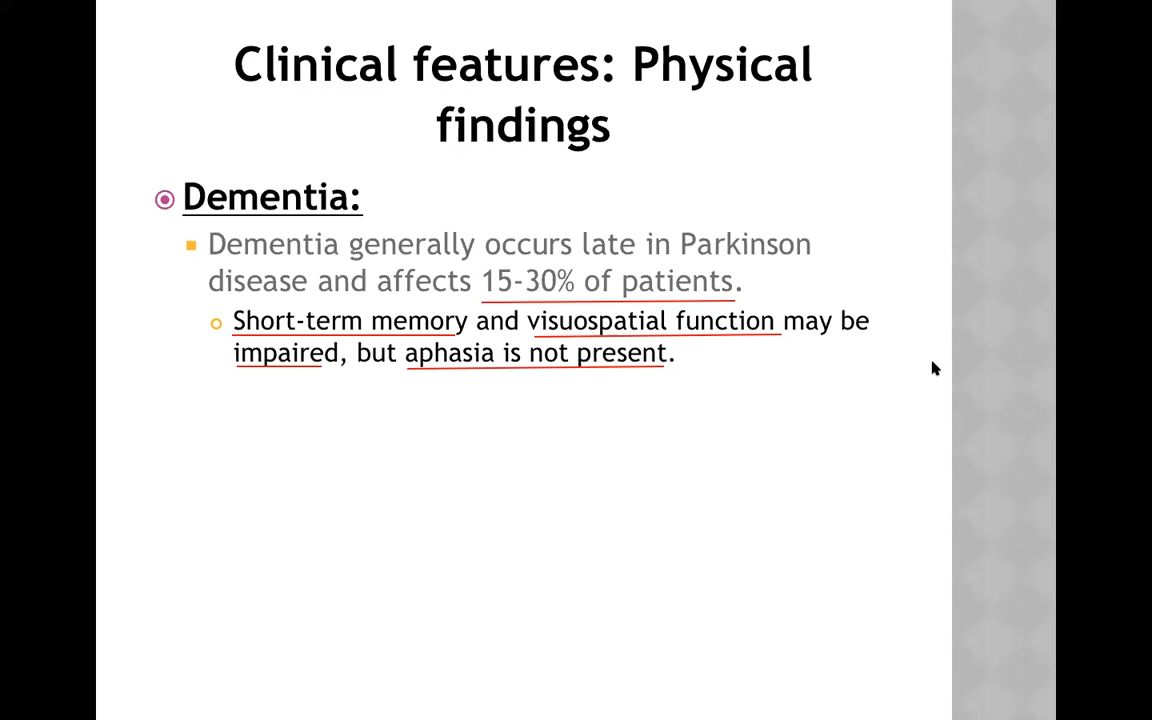 Clinical features: Physical
findings
Dementia:
Dementia generally occurs late in Parkinson
disease and affects 15-30% of patients.
Short-term memory and visuospatial function may be
impaired, but aphasia is not present.